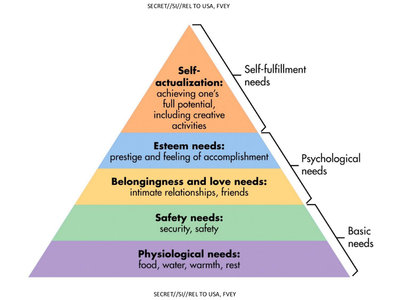 SECRET//SI//REL TO USA, FVEY
Self-
actualization:
achieving one's
full potential,
including creative
activities
Self-fulfillment
needs
Esteem needs:
prestige and feeling of accomplishment
Psychological
needs
Belongingness and love needs:
intimate relationships, friends
Safety needs:
security, safety
Basic
needs
Physiological needs:
food, water, warmth, rest
SECRET//SI//REL TO USA, FVEY